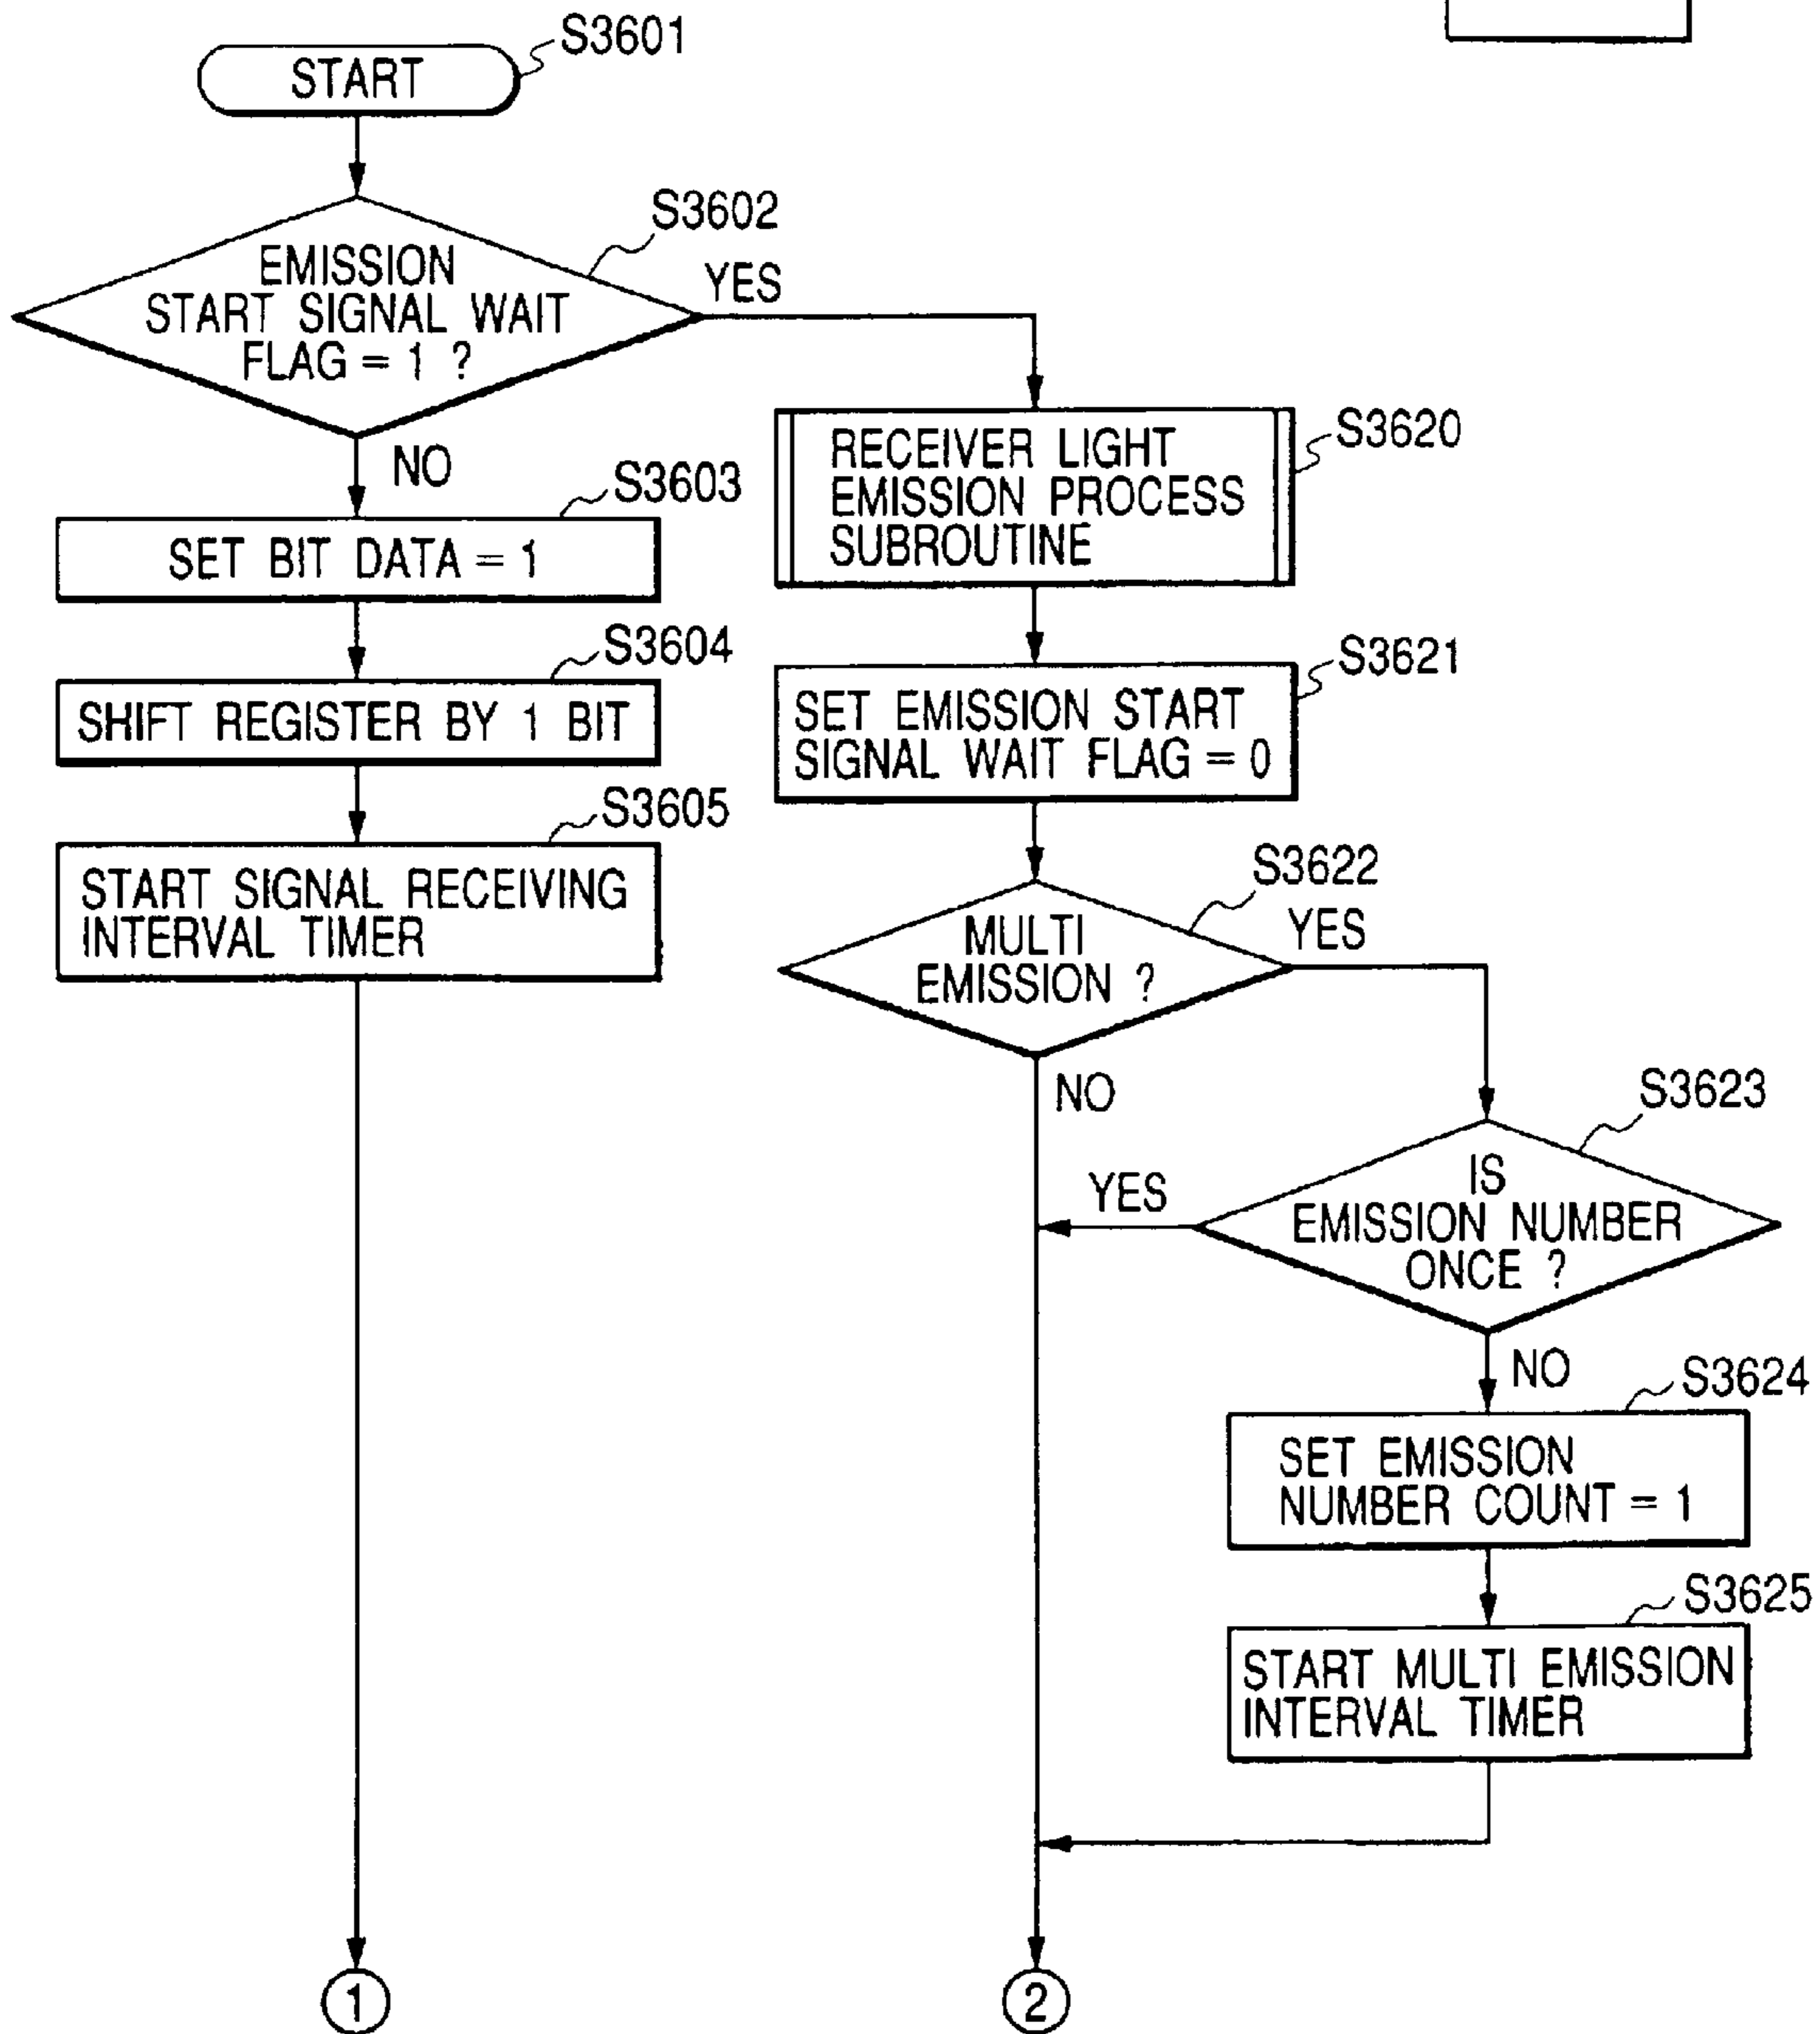 START
S3601
EMISSION
START SIGNAL WAIT
FLAG = 1 ?
S3602
YES
NO
S3603
SET BIT DATA = 1
S3604
SHIFT REGISTER BY 1 BIT
S3605
START SIGNAL RECEIVING
INTERVAL TIMER
1
S3620
RECEIVER LIGHT
EMISSION PROCESS
SUBROUTINE
S3621
SET EMISSION START
SIGNAL WAIT FLAG = 0
S3622
MULTI
EMISSION ?
YES
NO
S3623
IS
EMISSION NUMBER
ONCE ?
YES
NO
S3624
SET EMISSION
NUMBER COUNT = 1
S3625
START MULTI EMISSION
INTERVAL TIMER
2